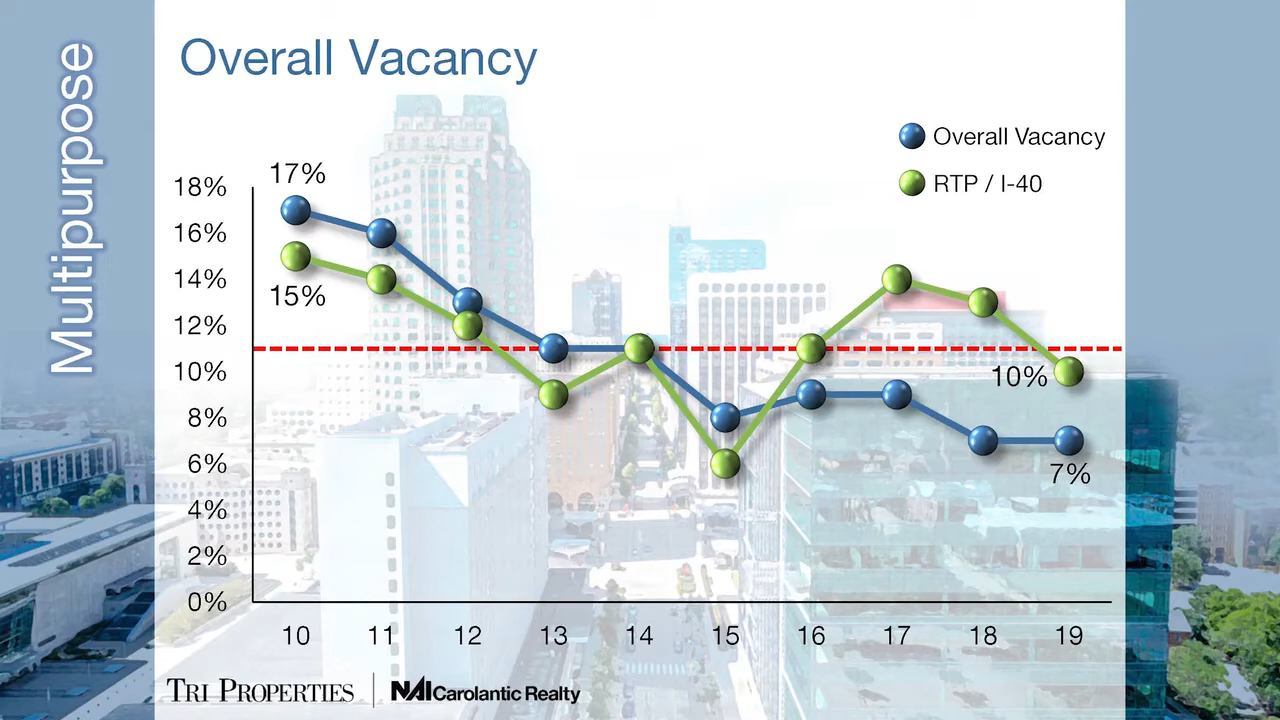 Multipurpose
Overall Vacancy
Overall Vacancy
RTP / I-40
17%
15%
10%
7%
18%
16%
14%
12%
10%
8%
6%
4%
2%
0%
10 11 12 13 14 15 16 17 18 19
TRI PROPERTIES
NAI Carolantic Realty